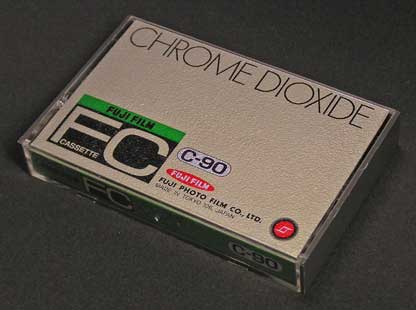 CHROME DIOXIDE
FUJI FILM
FC
CASSETTE
C-90
FUJI FILM
FUJI PHOTO FILM CO., LTD.
MADE IN TOKYO 106, JAPAN
FC
C-90